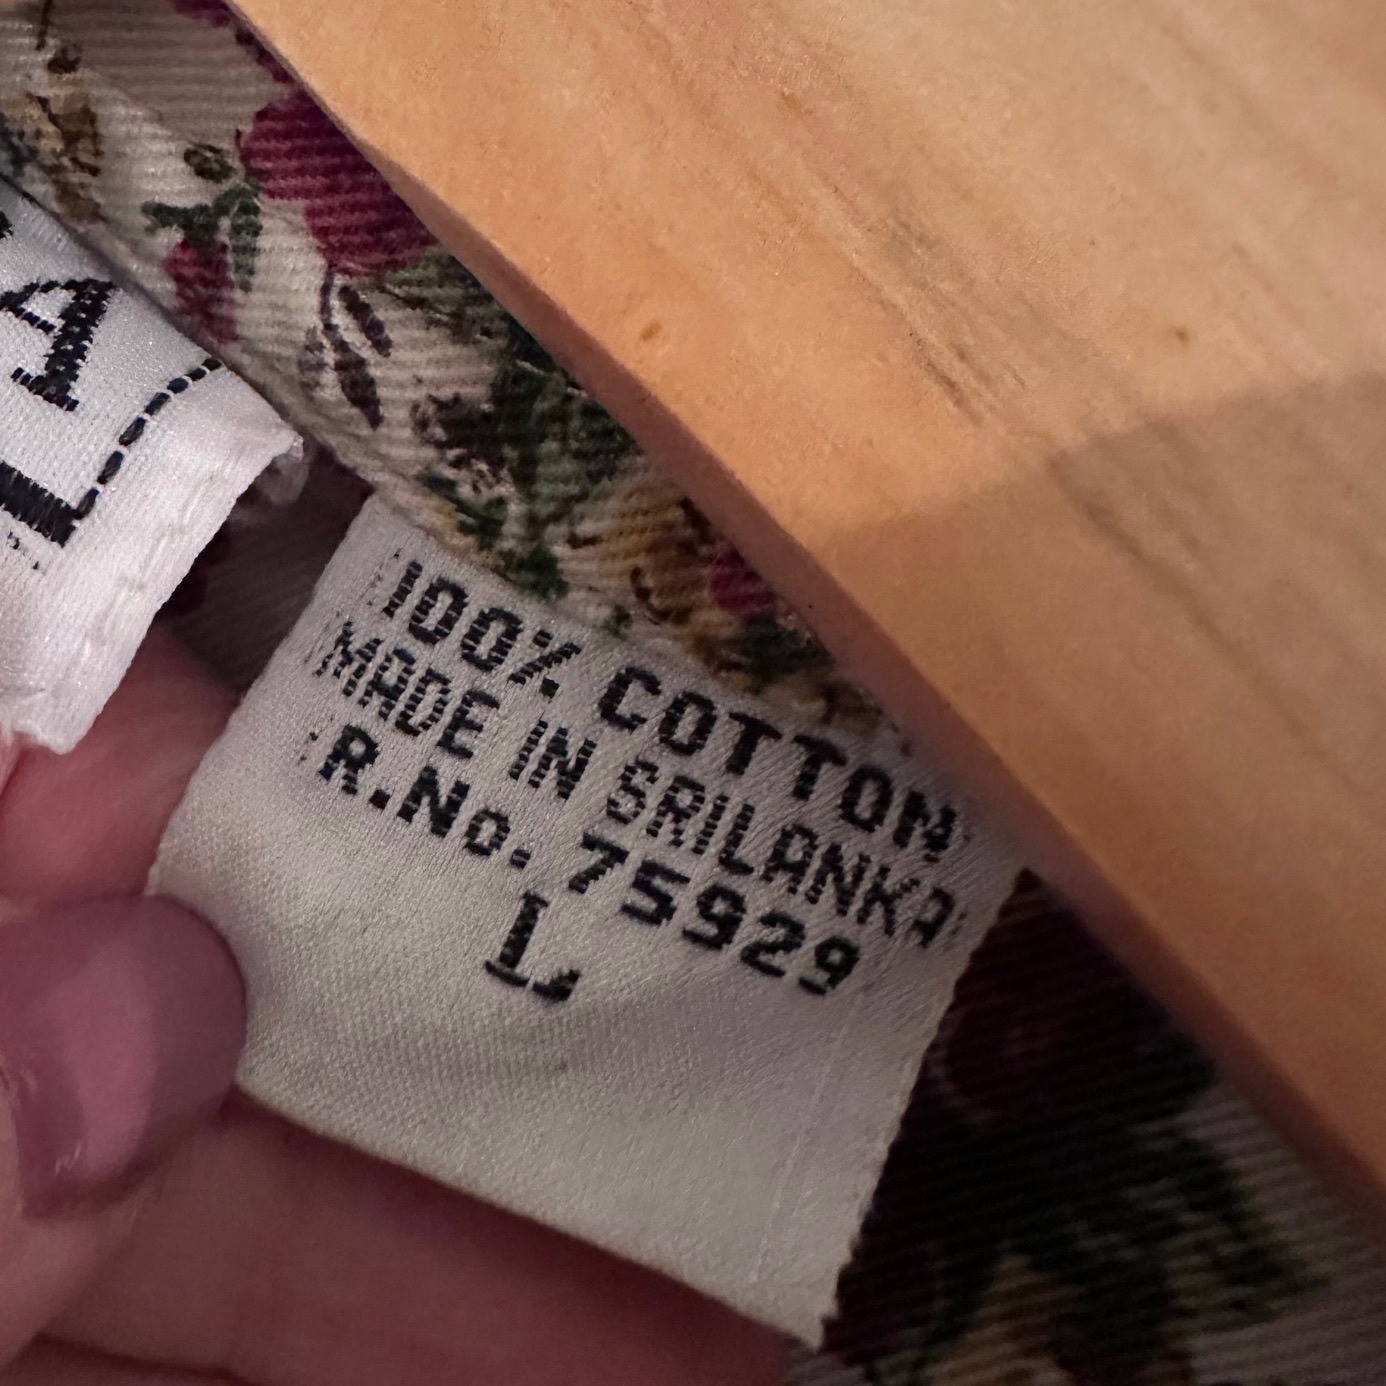 A
L
100% COTTON
MADE IN SRILANKA
R.No. 75929
L